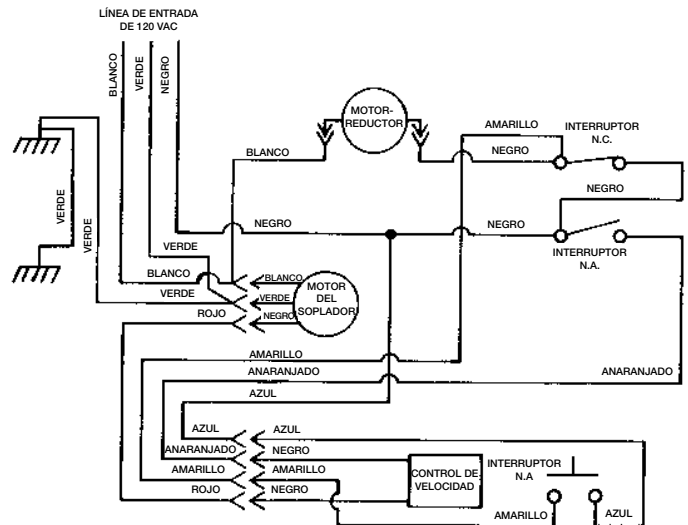 LÍNEA DE ENTRADA
DE 120 VAC
BLANCO
VERDE
NEGRO
MOTOR-
REDUCTOR
AMARILLO
INTERRUPTOR
N.C.
BLANCO
NEGRO
NEGRO
VERDE
VERDE
NEGRO
NEGRO
INTERRUPTOR
N.A.
VERDE
BLANCO
BLANCO
MOTOR
DEL
SOPLADOR
VERDE
VERDE
ROJO
NEGRO
AMARILLO
ANARANJADO
ANARANJADO
AZUL
AZUL
AZUL
ANARANJADO
NEGRO
AMARILLO
AMARILLO
CONTROL DE
VELOCIDAD
INTERRUPTOR
N.A
ROJO
NEGRO
AMARILLO
AZUL